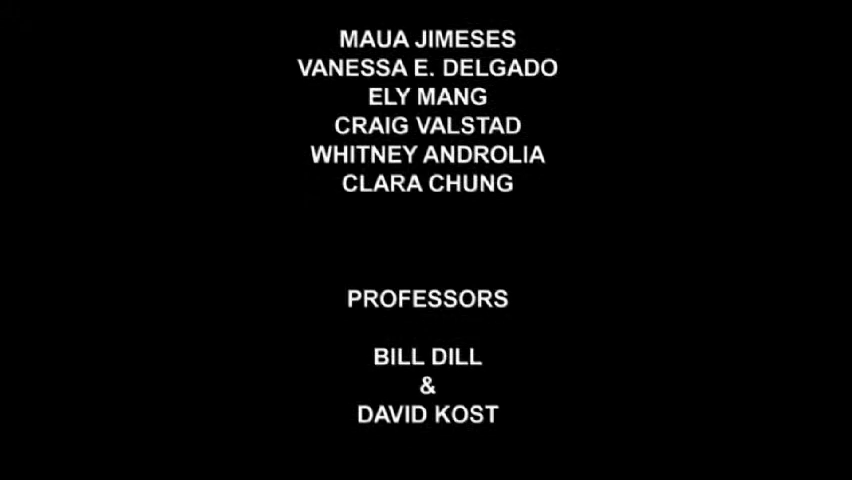 MAUA JIMESES
VANESSA E. DELGADO
ELY MANG
CRAIG VALSTAD
WHITNEY ANDROLIA
CLARA CHUNG
PROFESSORS
BILL DILL
&
DAVID KOST